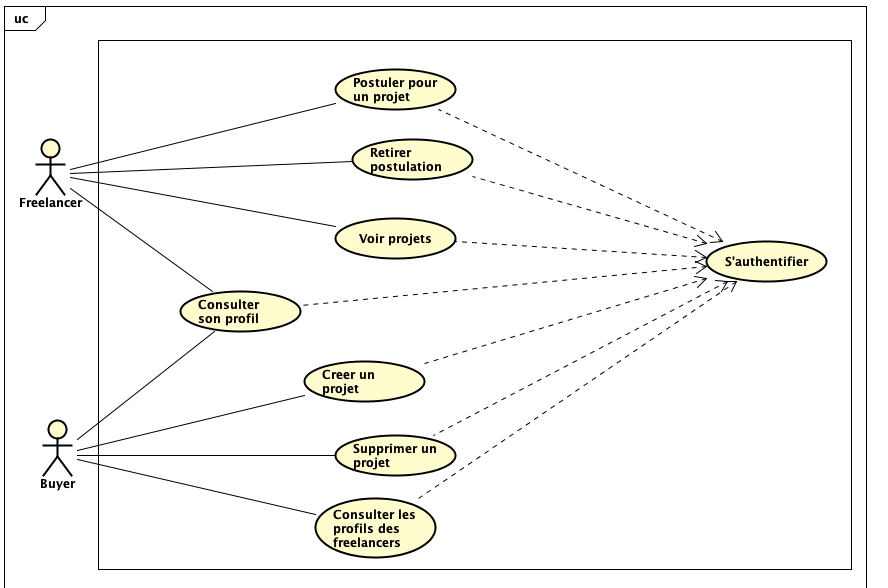 uc
Postuler pour
un projet
Retirer
postulation
Freelancer
Voir projets
S'authentifier
Consulter
son profil
Creer un
projet
Supprimer un
projet
Buyer
Consulter les
profils des
freelancers